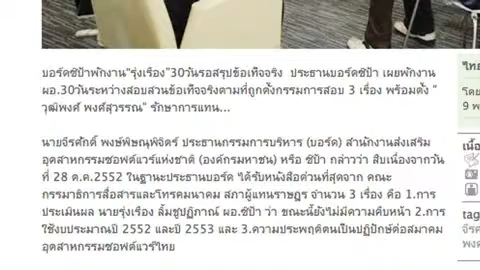 บอร์ดซิป้าพักงาน"รุ่งเรือง"30วันรอสรุปข้อเท็จจริง ประธานบอร์ดซิป้า เผยพักงาน
ผอ.30วันระหว่างสอบสวนข้อเท็จจริงตามที่ถูกตั้งกรรมการสอบ 3 เรื่อง พร้อมตั้ง "
วุฒิพงศ์ พงศ์สุวรรณ" รักษาการแทน...
นายจีรศักดิ์ พงษ์พิษณุพิจิตร ประธานกรรมการบริหาร (บอร์ด) สำนักงานส่งเสริม
อุตสาหกรรมซอฟต์แวร์แห่งชาติ (องค์กรมหาชน) หรือ ซิป้า กล่าวว่า สืบเนื่องจากวัน
ที่ 28 ต.ค.2552 ในฐานะประธานบอร์ด ได้รับหนังสือด่วนที่สุดจาก คณะ
กรรมาธิการสื่อสารและโทรคมนาคม สภาผู้แทนราษฎร จำนวน 3 เรื่อง คือ 1.การ
ประเมินผล นายรุ่งเรือง ลิ้มชูปฏิภาณ์ ผอ.ซิป้า ว่า ขณะนี้ยังไม่มีความคืบหน้า 2.การ
ใช้งบประมาณปี 2552 และปี 2553 และ 3.ความประพฤติตนเป็นปฏิปักษ์ต่อสมาคม
อุตสาหกรรมซอฟต์แวร์ไทย
ไทย
โดย
9 พ
เนื้อ
tag
จีรศ
พงศ